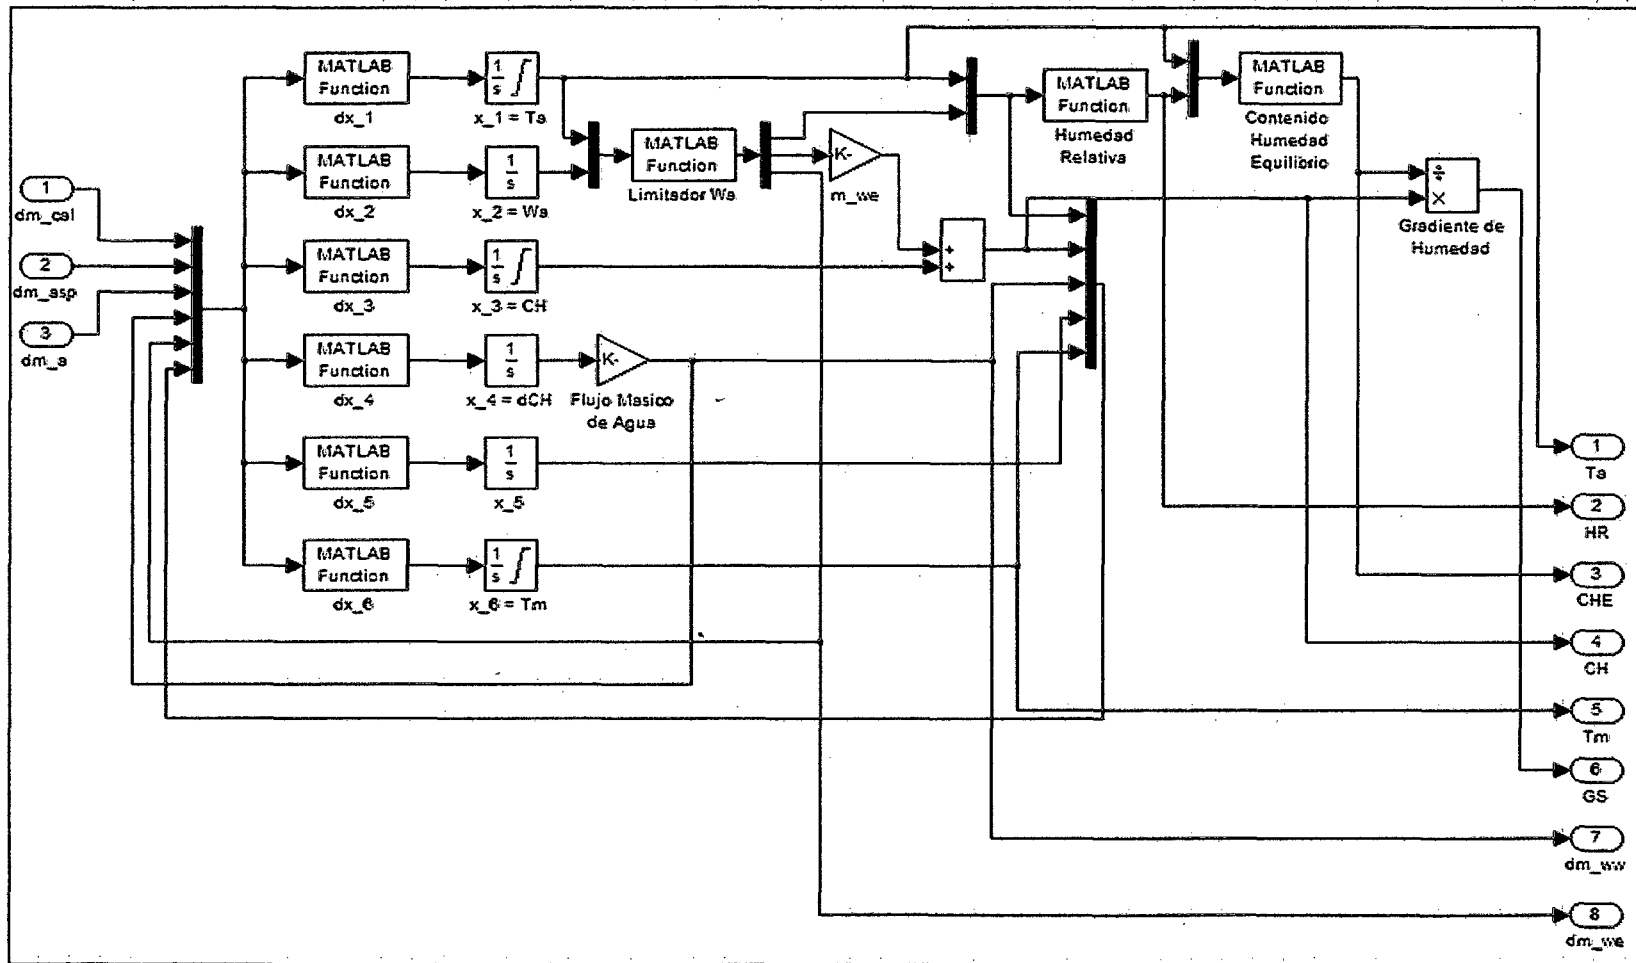 1
dm_cal
2
dm_asp
3
dm_a
MATLAB
Function
dx_1
1
s
x_1 = Ta
MATLAB
Function
dx_2
1
s
x_2 = Wa
MATLAB
Function
dx_3
1
s
x_3 = CH
MATLAB
Function
dx_4
1
s
x_4 = dCH
MATLAB
Function
dx_5
1
s
x_5
MATLAB
Function
dx_6
1
s
x_6 = Tm
K-
Flujo Masico
de Agua
MATLAB
Function
Limitador Wa
K-
m_we
+
+
MATLAB
Function
Humedad
Relativa
MATLAB
Function
Contenido
Humedad
Equilibrio
÷
×
Gradiente de
Humedad
1
Ta
2
HR
3
CHE
4
CH
5
Tm
6
GS
7
dm_ww
8
dm_we